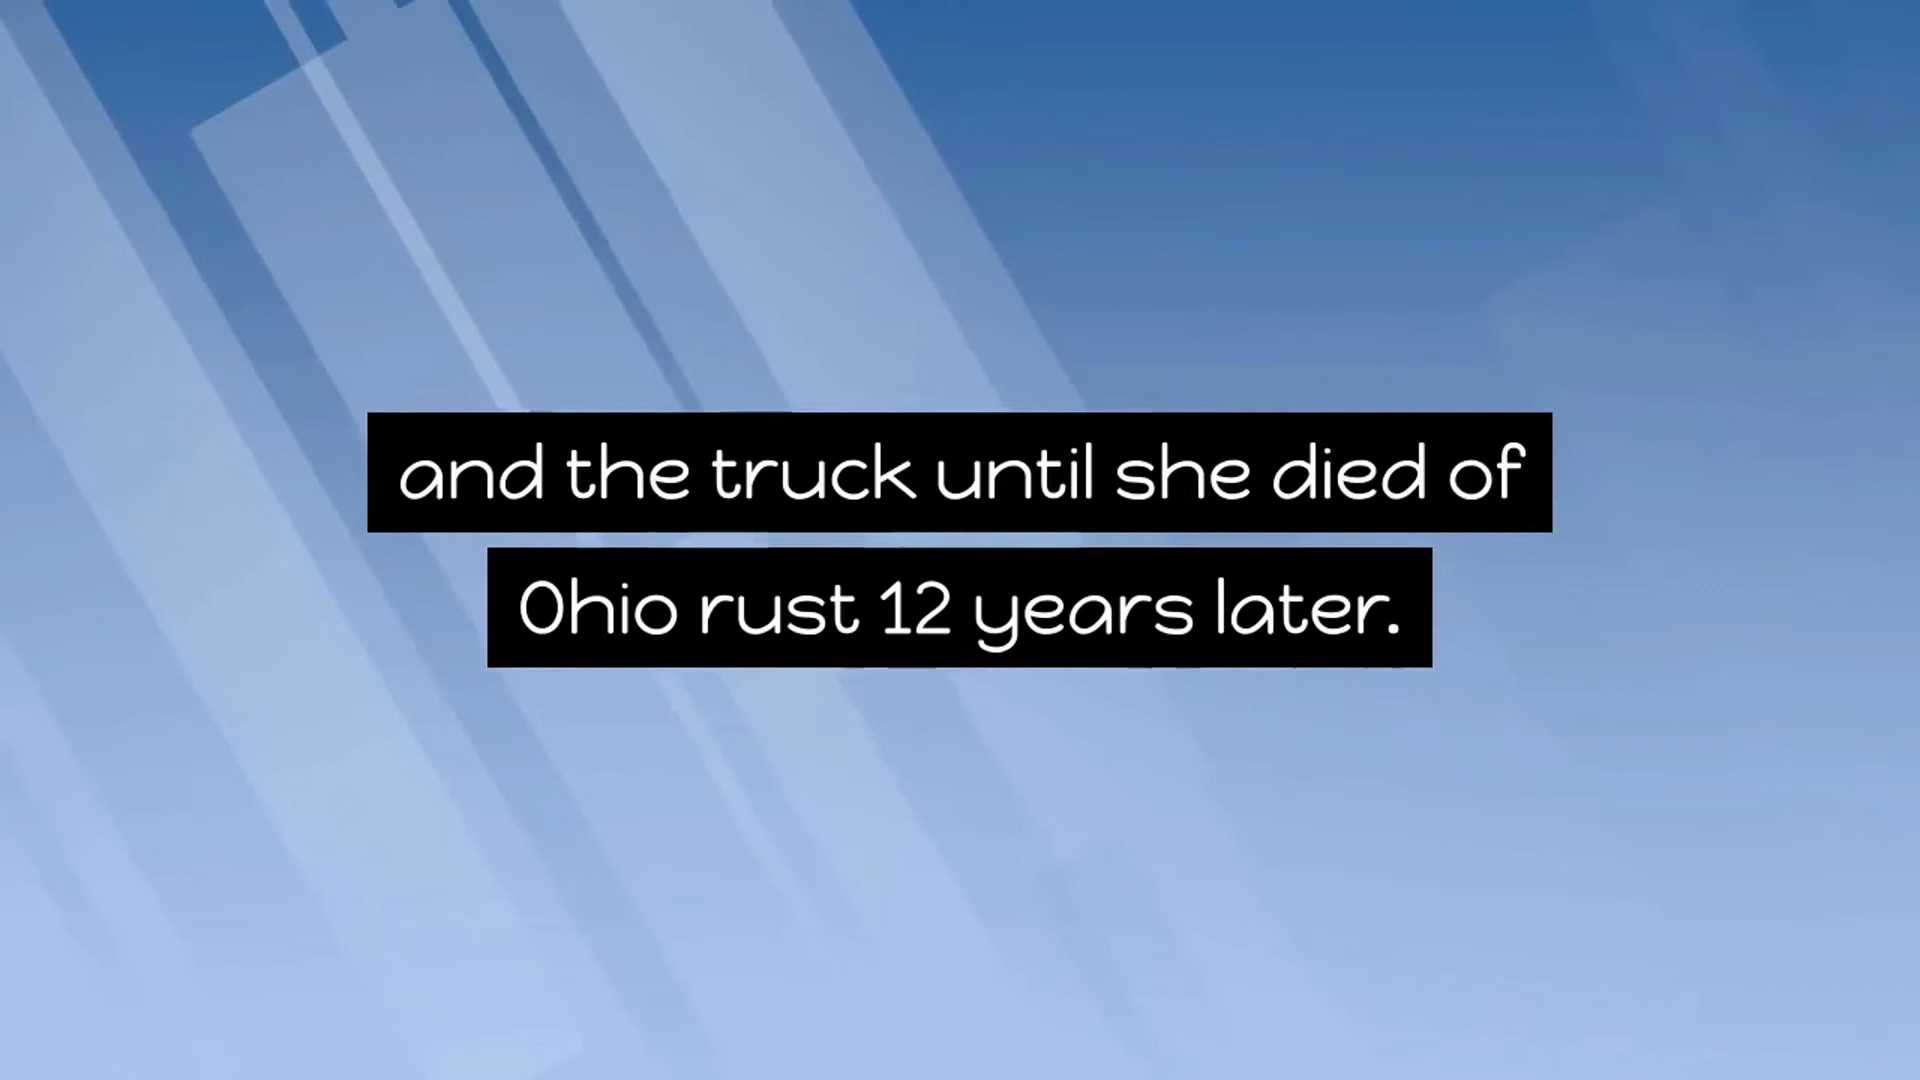 and the truck until she died of
Ohio rust 12 years later.